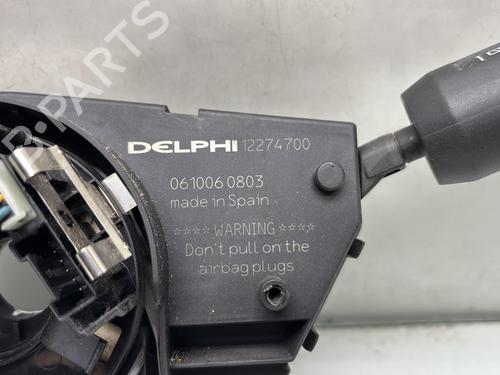 B-PARTS
DELPHI 12274700
061006 0803
made in Spain
**** WARNING ****
Don't pull on the
airbag plugs